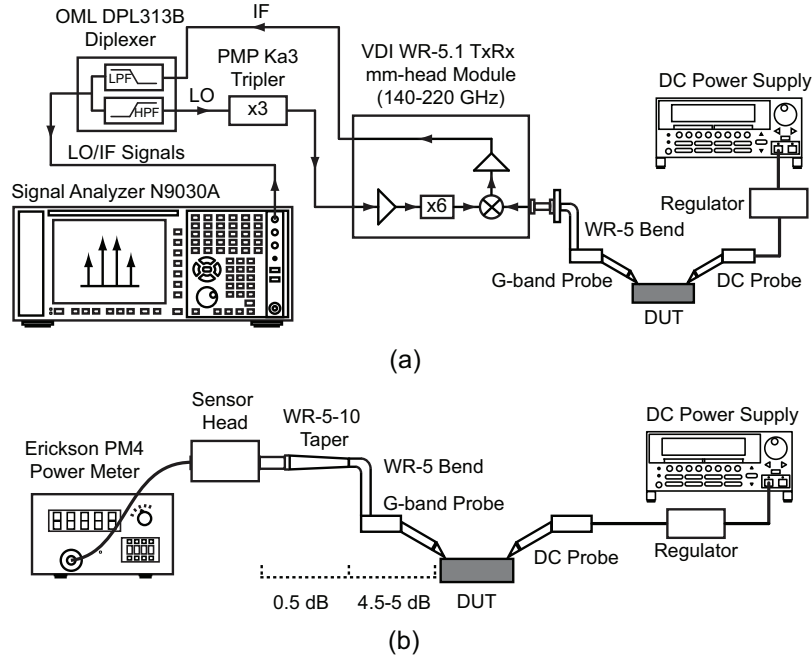 OML DPL313B
Diplexer
IF
LPF
HPF
LO
PMP Ka3
Tripler
x3
VDI WR-5.1 TxRx
mm-head Module
(140-220 GHz)
x6
DC Power Supply
LO/IF Signals
Signal Analyzer N9030A
Regulator
WR-5 Bend
G-band Probe
DC Probe
DUT
(a)
Sensor
Head
WR-5-10
Taper
DC Power Supply
Erickson PM4
Power Meter
WR-5 Bend
G-band Probe
DC Probe
Regulator
0.5 dB
4.5-5 dB
DUT
(b)